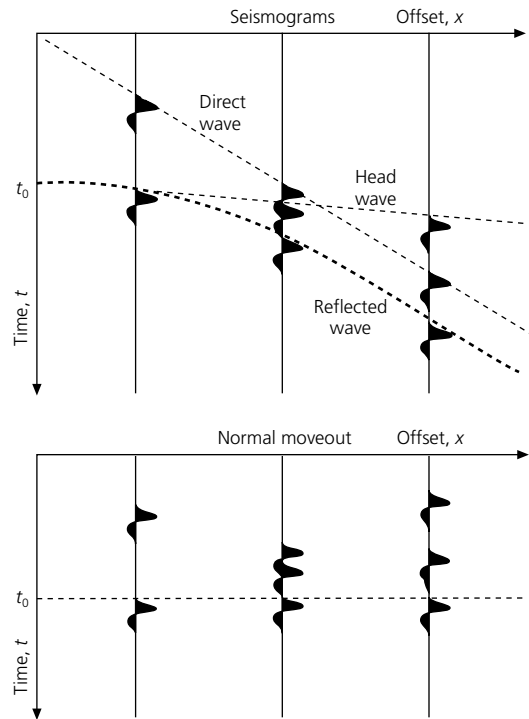 Seismograms
Offset, x
Direct
wave
Head
wave
t0
Reflected
wave
Time, t
Normal moveout
Offset, x
t0
Time, t